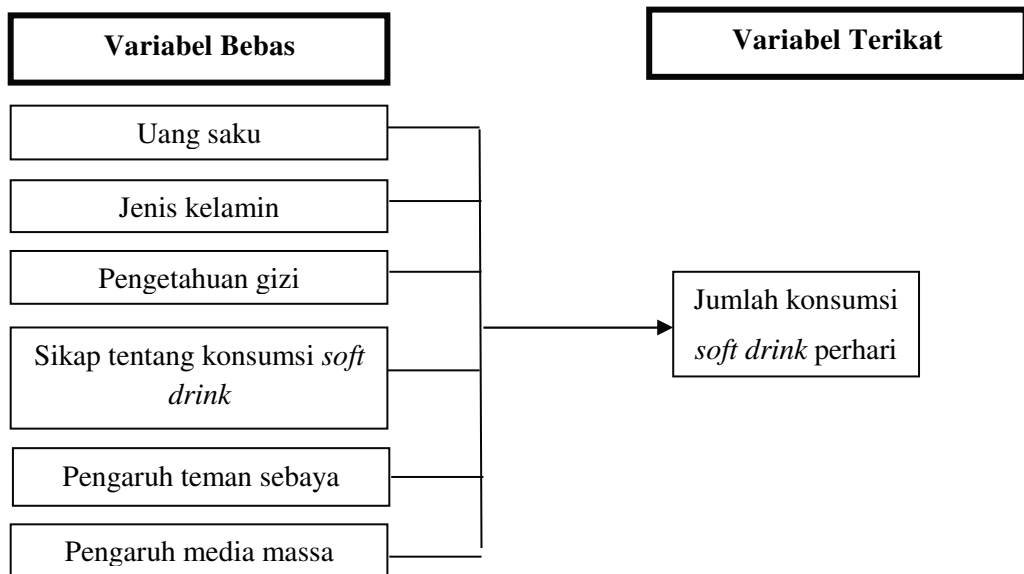 Variabel Bebas
Variabel Terikat
Uang saku
Jenis kelamin
Pengetahuan gizi
Sikap tentang konsumsi soft
drink
Pengaruh teman sebaya
Pengaruh media massa
Jumlah konsumsi
soft drink perhari